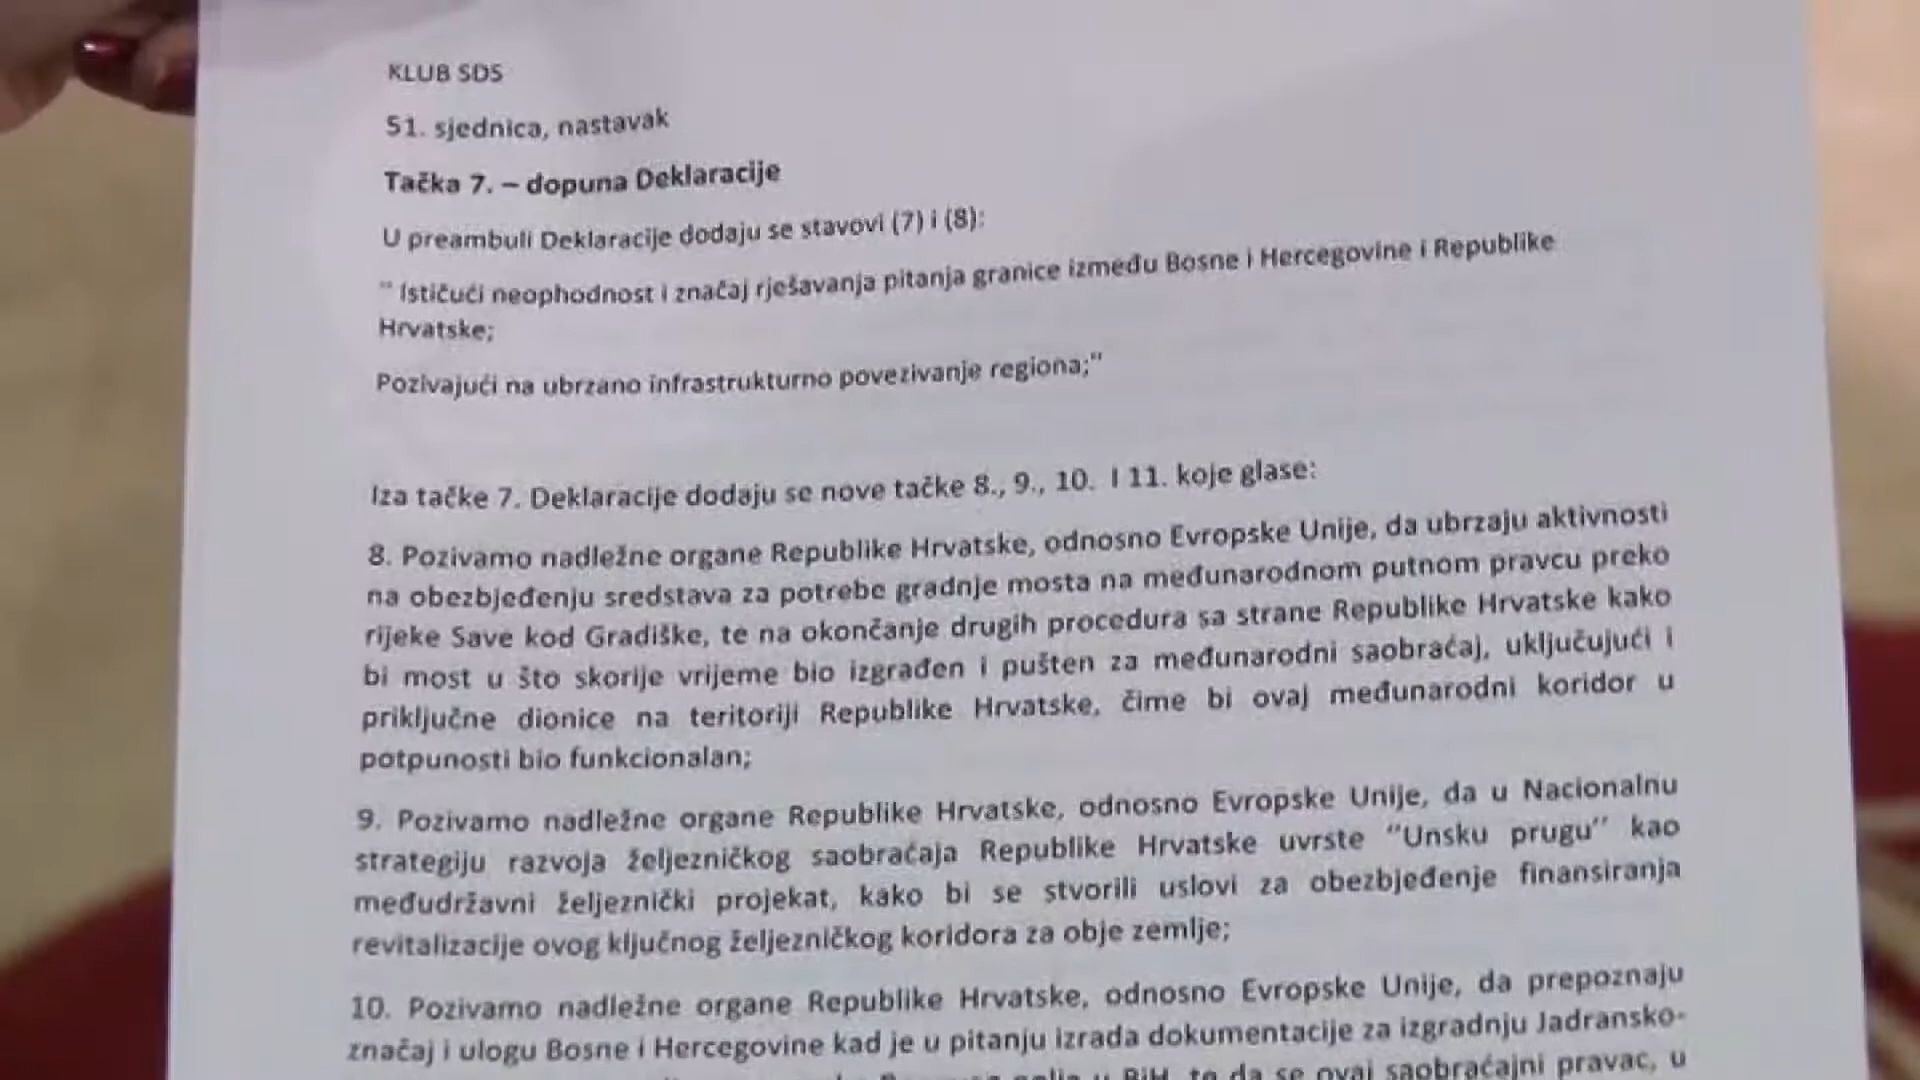 KLUB SDS
51. sjednica, nastavak
Tačka 7. – dopuna Deklaracije
U preambuli Deklaracije dodaju se stavovi (7) i (8):
" Ističući neophodnost i značaj rješavanja pitanja granice između Bosne i Hercegovine i Republike
Hrvatske;
Pozivajući na ubrzano infrastrukturno povezivanje regiona;"
Iza tačke 7. Deklaracije dodaju se nove tačke 8., 9., 10. I 11. koje glase:
8. Pozivamo nadležne organe Republike Hrvatske, odnosno Evropske Unije, da ubrzaju aktivnosti
na obezbjeđenju sredstava za potrebe gradnje mosta na međunarodnom putnom pravcu preko
rijeke Save kod Gradiške, te na okončanje drugih procedura sa strane Republike Hrvatske kako
bi most u što skorije vrijeme bio izgrađen i pušten za međunarodni saobraćaj, uključujući i
priključne dionice na teritoriji Republike Hrvatske, čime bi ovaj međunarodni koridor u
potpunosti bio funkcionalan;
9. Pozivamo nadležne organe Republike Hrvatske, odnosno Evropske Unije, da u Nacionalnu
strategiju razvoja željezničkog saobraćaja Republike Hrvatske uvrste "Unsku prugu" kao
međudržavni željeznički projekat, kako bi se stvorili uslovi za obezbjeđenje finansiranja
revitalizacije ovog ključnog željezničkog koridora za obje zemlje;
10. Pozivamo nadležne organe Republike Hrvatske, odnosno Evropske Unije, da prepoznaju
značaj i ulogu Bosne i Hercegovine kad je u pitanju izrada dokumentacije za izgradnju Jadransko-
u BiH, te da se ovaj saobraćajni pravac, u